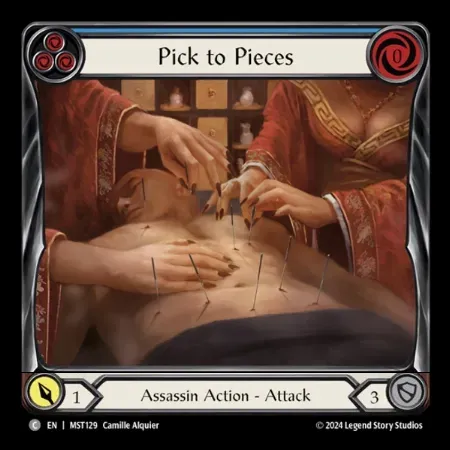 Pick to Pieces
0
1
Assassin Action - Attack
3
C EN | MST129 Camille Alquier
© 2024 Legend Story Studios